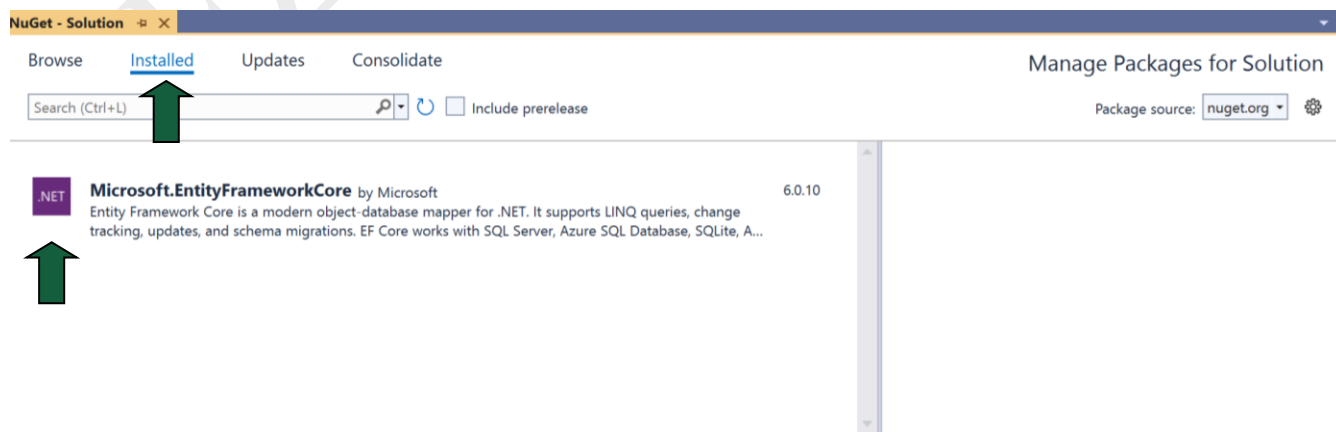 NuGet - Solution
Browse Installed Updates Consolidate
Manage Packages for Solution
Search (Ctrl+L)
Include prerelease
Package source: nuget.org
.NET
Microsoft.EntityFrameworkCore by Microsoft
6.0.10
Entity Framework Core is a modern object-database mapper for .NET. It supports LINQ queries, change
tracking, updates, and schema migrations. EF Core works with SQL Server, Azure SQL Database, SQLite, A...